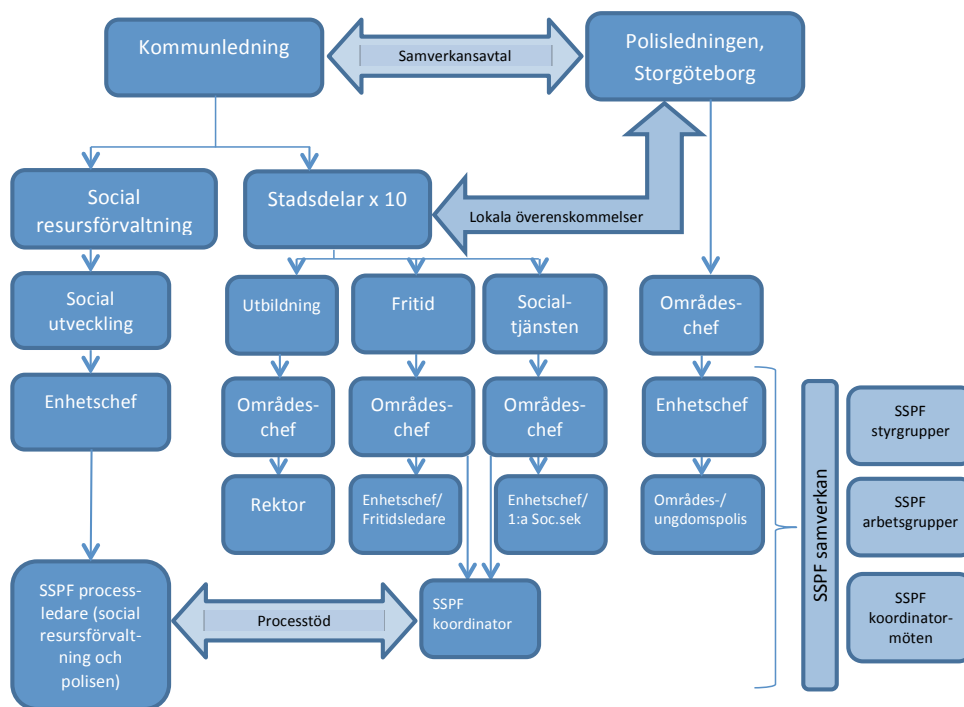 Kommunledning
Samverkansavtal
Polisledningen,
Storgöteborg
Social
resursförvaltning
Stadsdelar x 10
Lokala överenskommelser
Social
utveckling
Utbildning
Fritid
Social-
tjänsten
Områdes-
chef
Enhetschef
Områdes-
chef
Områdes-
chef
Områdes-
chef
Enhetschef
Rektor
Enhetschef/
Fritidsledare
Enhetschef/
1:a Soc.sek
Områdes-/
ungdomspolis
SSPF process-
ledare (social
resursförvalt-
ning och
polisen)
Processtöd
SSPF
koordinator
SSPF samverkan
SSPF
styrgrupper
SSPF
arbetsgrupper
SSPF
koordinator-
möten